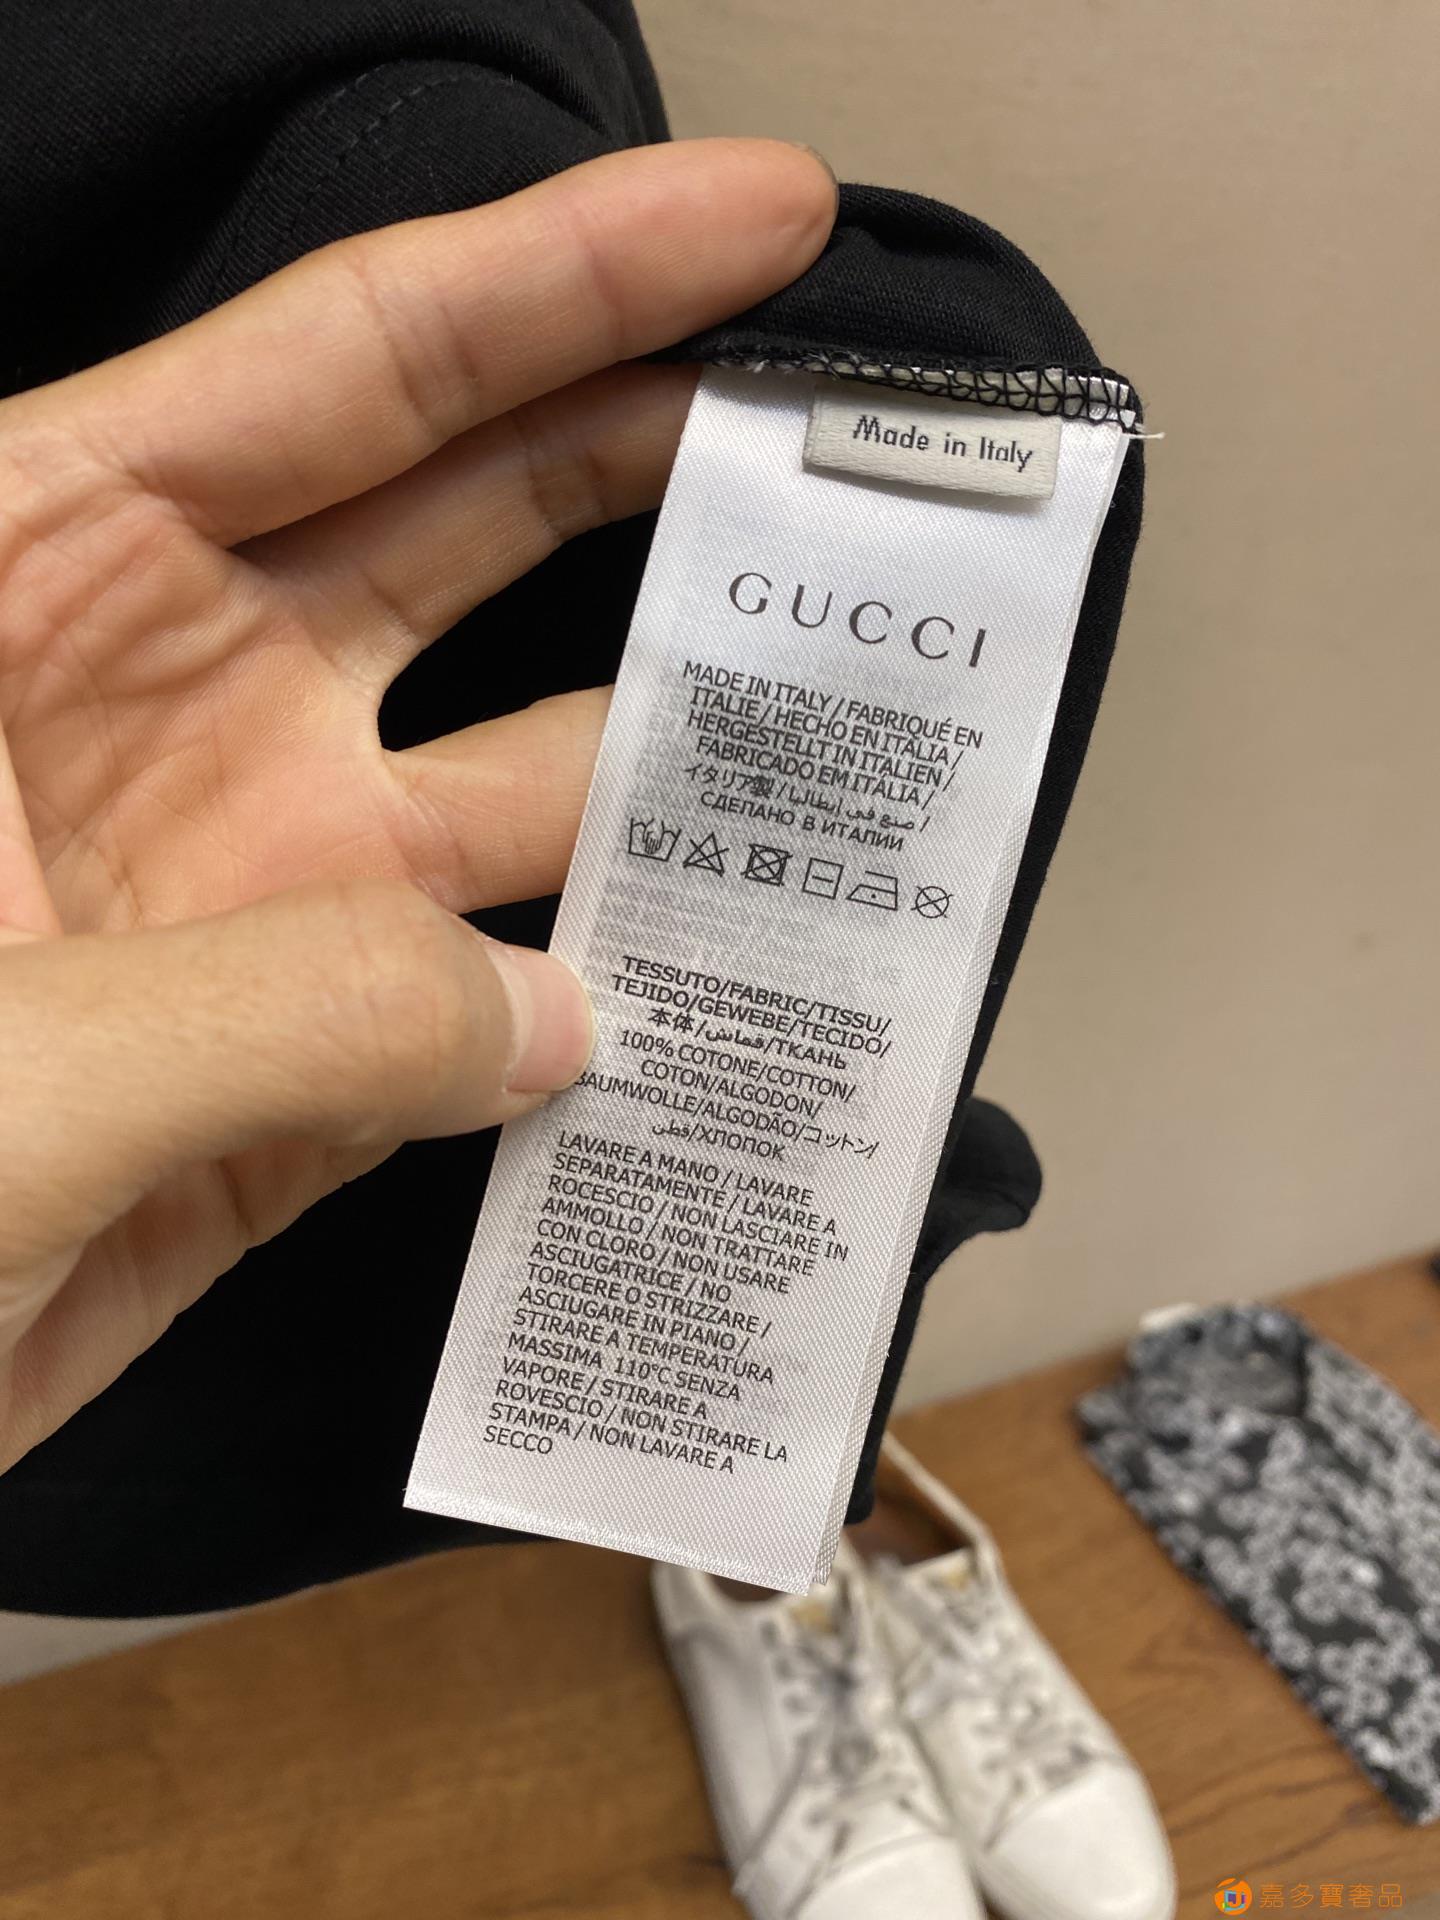 Made in Italy
GUCCI
MADE IN ITALY / FABRIQUÉ EN
ITALIE / HECHO EN ITALIA /
HERGESTELLT IN ITALIEN /
FABRICADO EM ITÁLIA /
イタリア製 / صنع في إيطاليا /
СДЕЛАНО В ИТАЛИИ
TESSUTO/FABRIC/TISSU/
TEJIDO/GEWEBE/TECIDO/
本体/قماش/ТКАНЬ
100% COTONE/COTTON/
COTON/ALGODON/
BAUMWOLLE/ALGODÃO/コットン/
قطن/ХЛОПОК
LAVARE A MANO / LAVARE
SEPARATAMENTE / LAVARE A
ROCESCIO / NON LASCIARE IN
AMMOLLO / NON TRATTARE
CON CLORO / NON USARE
ASCIUGATRICE / NO
TORCERE O STRIZZARE /
ASCIUGARE IN PIANO /
STIRARE A TEMPERATURA
MASSIMA 110°C SENZA
VAPORE / STIRARE A
ROVESCIO / NON STIRARE LA
STAMPA / NON LAVARE A
SECCO
嘉多寶奢品